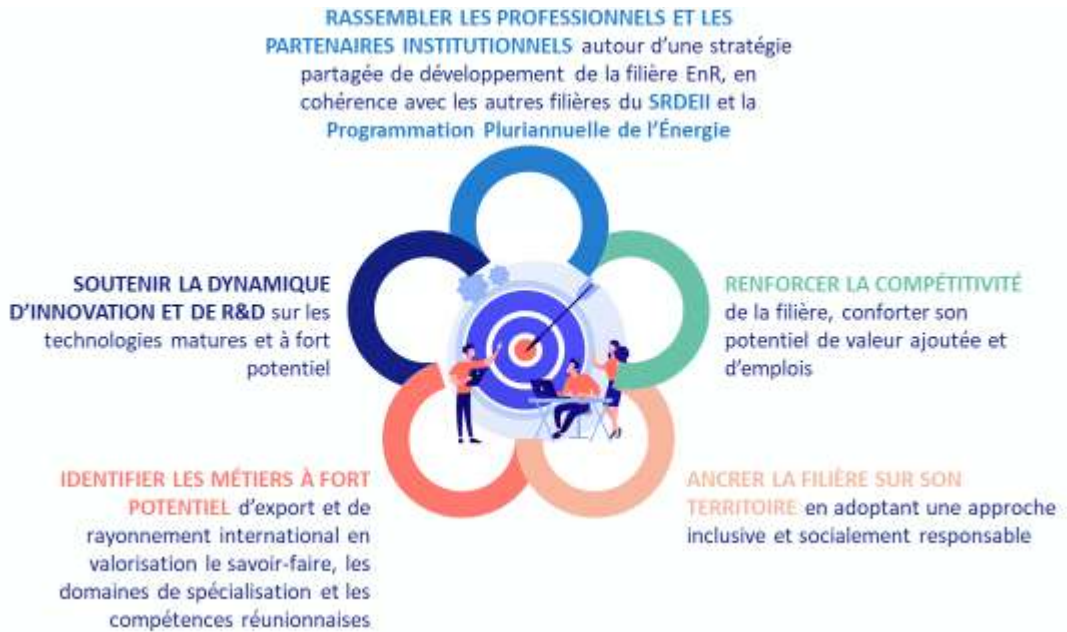 RASSEMBLER LES PROFESSIONNELS ET LES
PARTENAIRES INSTITUTIONNELS autour d'une stratégie
partagée de développement de la filière EnR, en
cohérence avec les autres filières du SRDEII et la
Programmation Pluriannuelle de l'Énergie
SOUTENIR LA DYNAMIQUE
D'INNOVATION ET DE R&D sur les
technologies matures et à fort
potentiel
RENFORCER LA COMPÉTITIVITÉ
de la filière, conforter son
potentiel de valeur ajoutée et
d'emplois
IDENTIFIER LES MÉTIERS À FORT
POTENTIEL d'export et de
rayonnement international en
valorisation le savoir-faire, les
domaines de spécialisation et les
compétences réunionnaises
ANCRER LA FILIÈRE SUR SON
TERRITOIRE en adoptant une approche
inclusive et socialement responsable